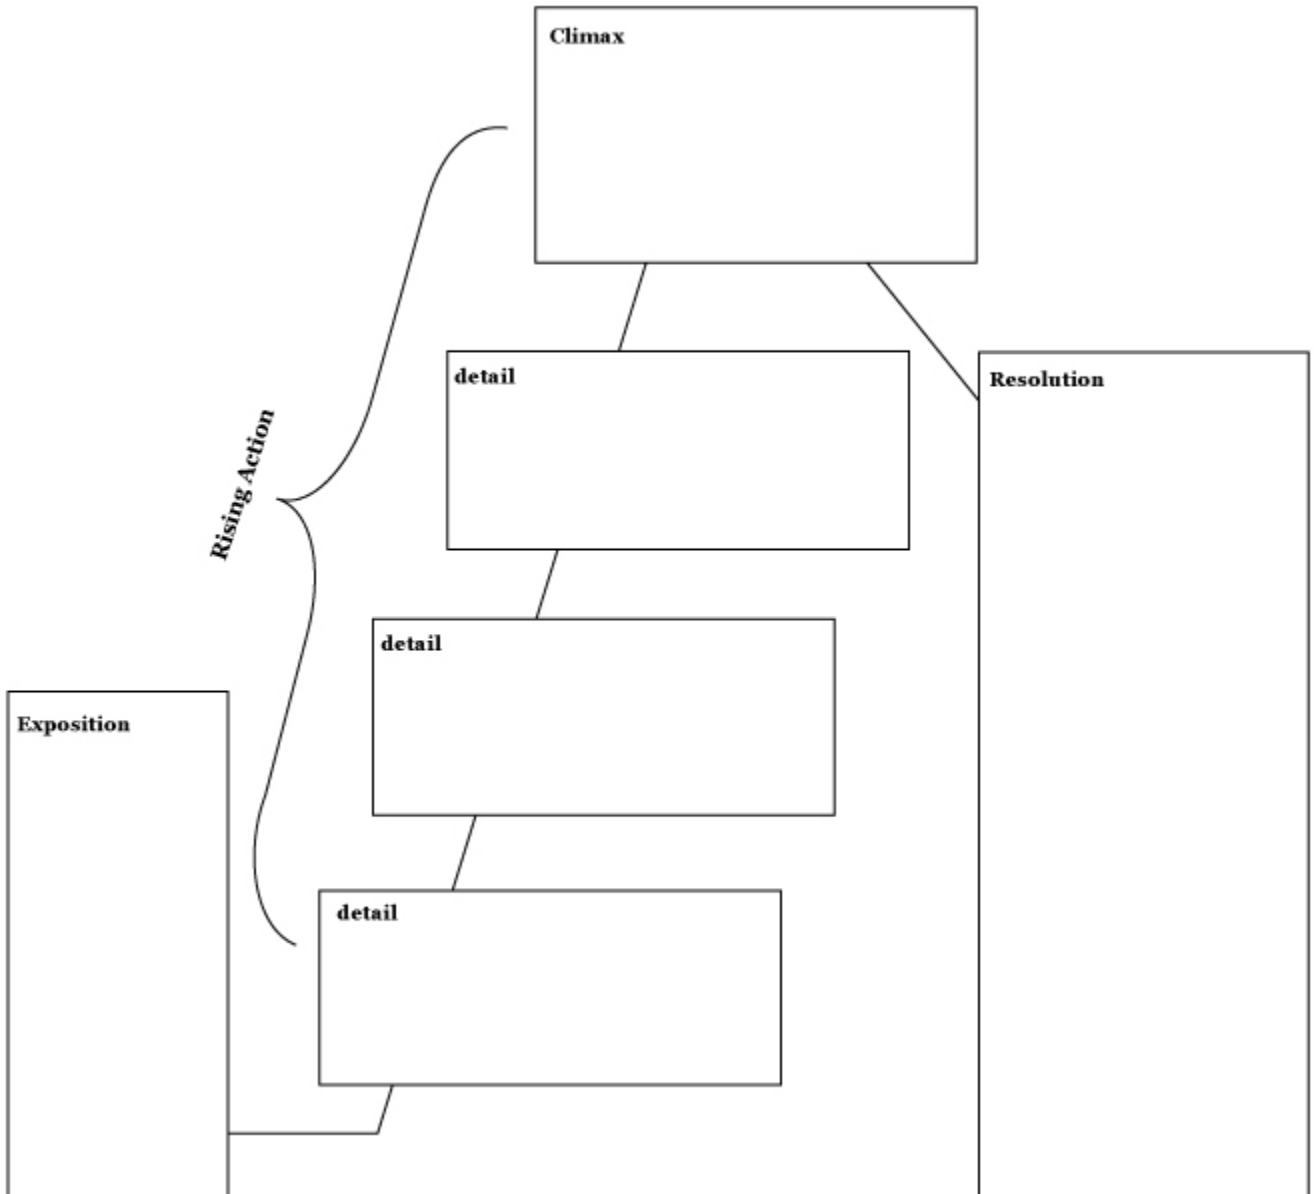 Climax
detail
Resolution
Rising Action
detail
Exposition
detail